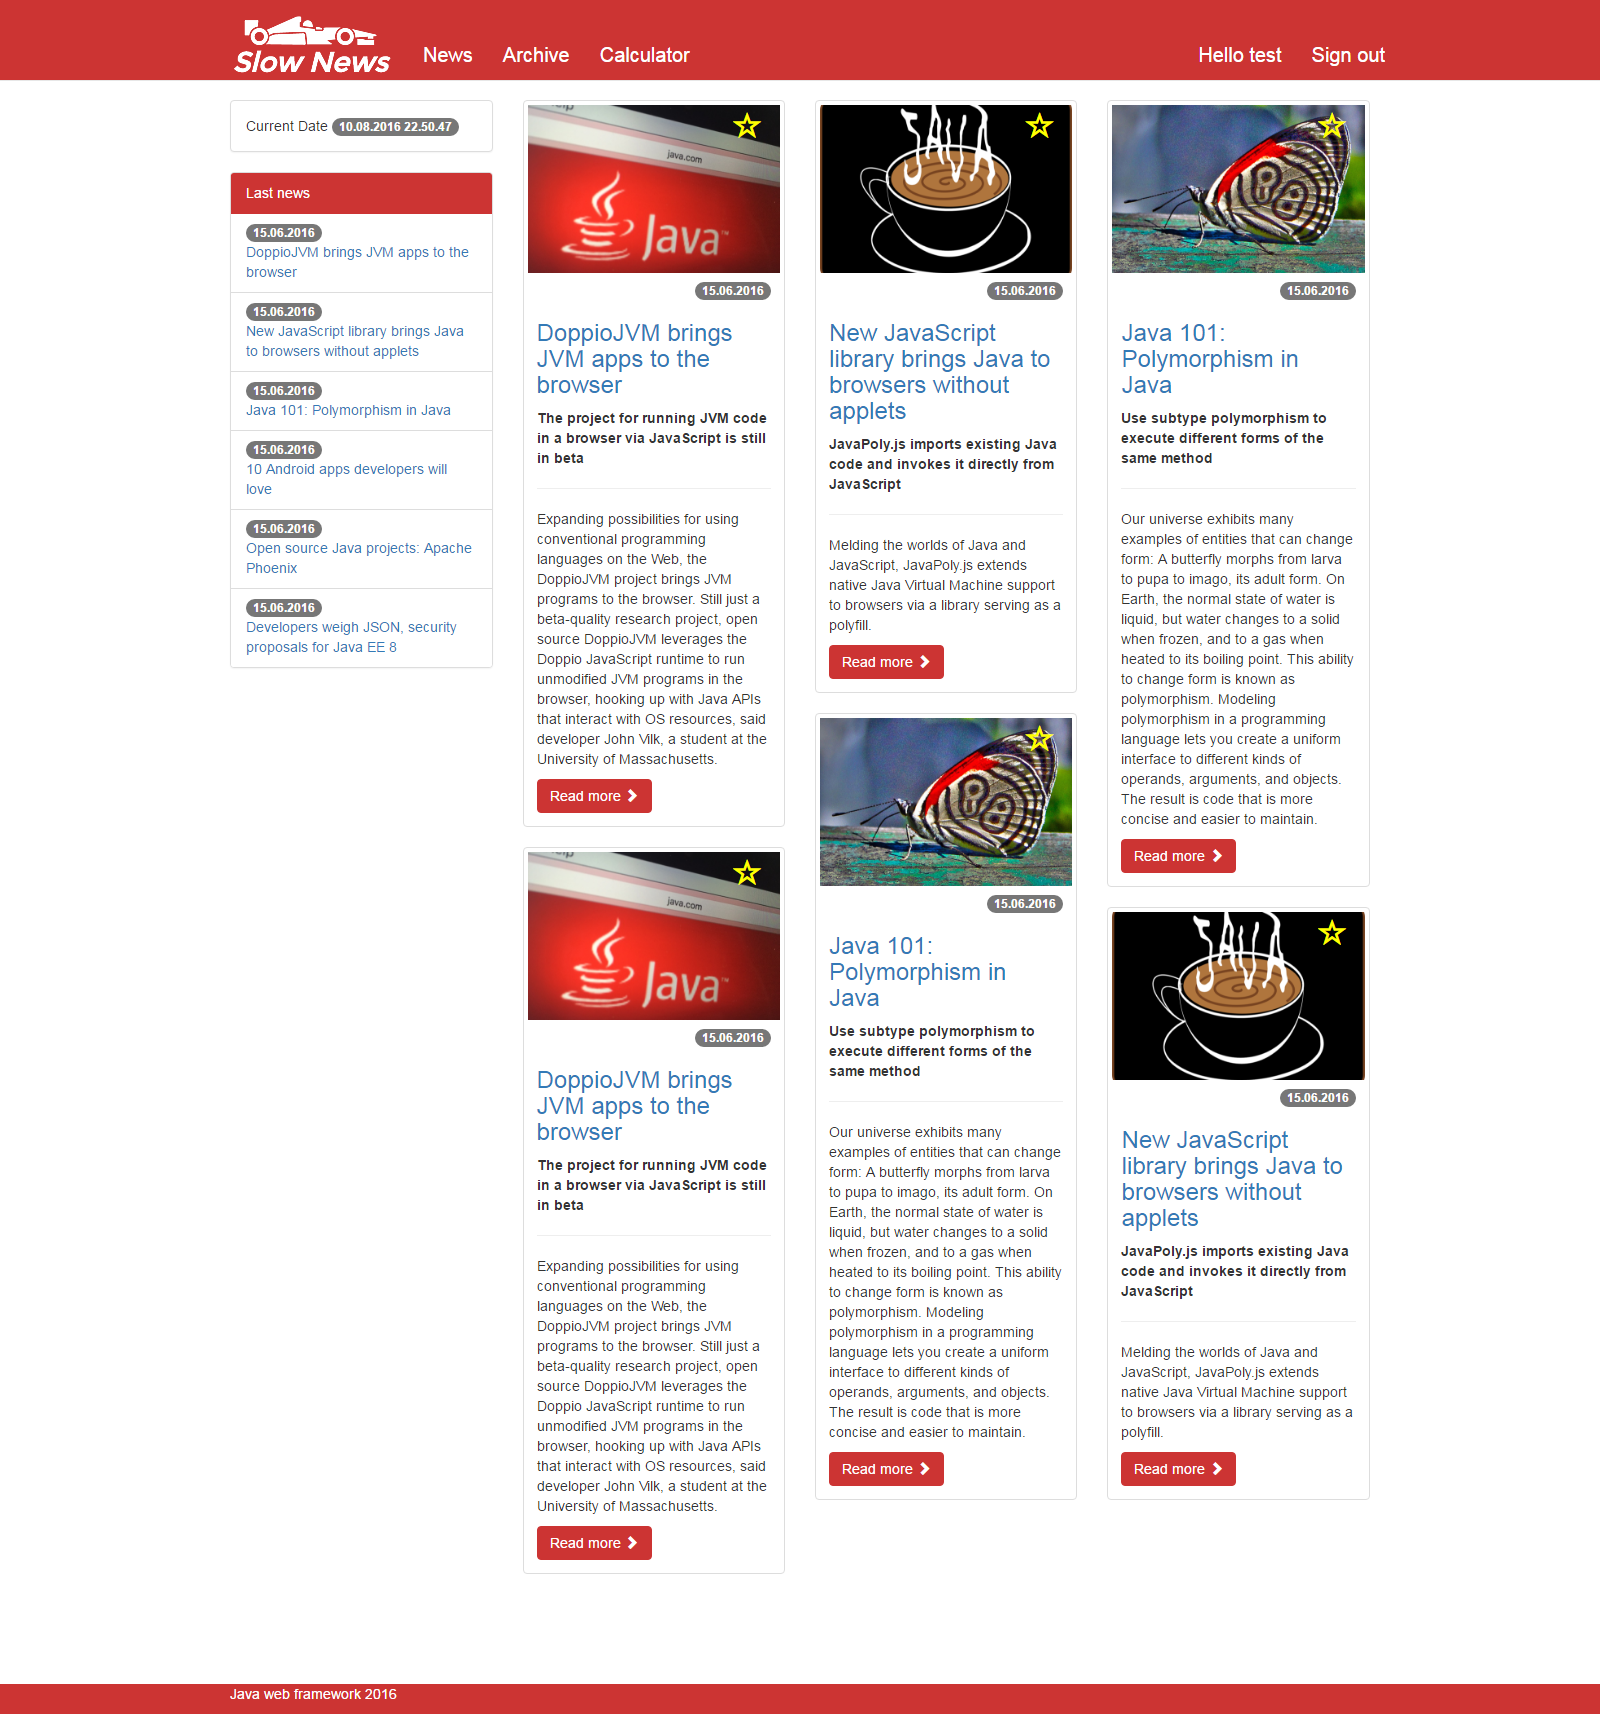 Slow News
News
Archive
Calculator
Hello test
Sign out
Current Date 10.08.2016 22.50.47
Last news
15.06.2016
DoppioJVM brings JVM apps to the
browser
15.06.2016
New JavaScript library brings Java
to browsers without applets
15.06.2016
Java 101: Polymorphism in Java
15.06.2016
10 Android apps developers will
love
15.06.2016
Open source Java projects: Apache
Phoenix
15.06.2016
Developers weigh JSON, security
proposals for Java EE 8
java.com
Java™
15.06.2016
DoppioJVM brings
JVM apps to the
browser
The project for running JVM code
in a browser via JavaScript is still
in beta
Expanding possibilities for using
conventional programming
languages on the Web, the
DoppioJVM project brings JVM
programs to the browser. Still just a
beta-quality research project, open
source DoppioJVM leverages the
Doppio JavaScript runtime to run
unmodified JVM programs in the
browser, hooking up with Java APIs
that interact with OS resources, said
developer John Vilk, a student at the
University of Massachusetts.
Read more
java.com
Java™
15.06.2016
DoppioJVM brings
JVM apps to the
browser
The project for running JVM code
in a browser via JavaScript is still
in beta
Expanding possibilities for using
conventional programming
languages on the Web, the
DoppioJVM project brings JVM
programs to the browser. Still just a
beta-quality research project, open
source DoppioJVM leverages the
Doppio JavaScript runtime to run
unmodified JVM programs in the
browser, hooking up with Java APIs
that interact with OS resources, said
developer John Vilk, a student at the
University of Massachusetts.
Read more
JAVA
15.06.2016
New JavaScript
library brings Java to
browsers without
applets
JavaPoly.js imports existing Java
code and invokes it directly from
JavaScript
Melding the worlds of Java and
JavaScript, JavaPoly.js extends
native Java Virtual Machine support
to browsers via a library serving as a
polyfill.
Read more
15.06.2016
Java 101:
Polymorphism in
Java
Use subtype polymorphism to
execute different forms of the
same method
Our universe exhibits many
examples of entities that can change
form: A butterfly morphs from larva
to pupa to imago, its adult form. On
Earth, the normal state of water is
liquid, but water changes to a solid
when frozen, and to a gas when
heated to its boiling point. This ability
to change form is known as
polymorphism. Modeling
polymorphism in a programming
language lets you create a uniform
interface to different kinds of
operands, arguments, and objects.
The result is code that is more
concise and easier to maintain.
Read more
15.06.2016
Java 101:
Polymorphism in
Java
Use subtype polymorphism to
execute different forms of the
same method
Our universe exhibits many
examples of entities that can change
form: A butterfly morphs from larva
to pupa to imago, its adult form. On
Earth, the normal state of water is
liquid, but water changes to a solid
when frozen, and to a gas when
heated to its boiling point. This ability
to change form is known as
polymorphism. Modeling
polymorphism in a programming
language lets you create a uniform
interface to different kinds of
operands, arguments, and objects.
The result is code that is more
concise and easier to maintain.
Read more
JAVA
15.06.2016
New JavaScript
library brings Java to
browsers without
applets
JavaPoly.js imports existing Java
code and invokes it directly from
JavaScript
Melding the worlds of Java and
JavaScript, JavaPoly.js extends
native Java Virtual Machine support
to browsers via a library serving as a
polyfill.
Read more
Java web framework 2016